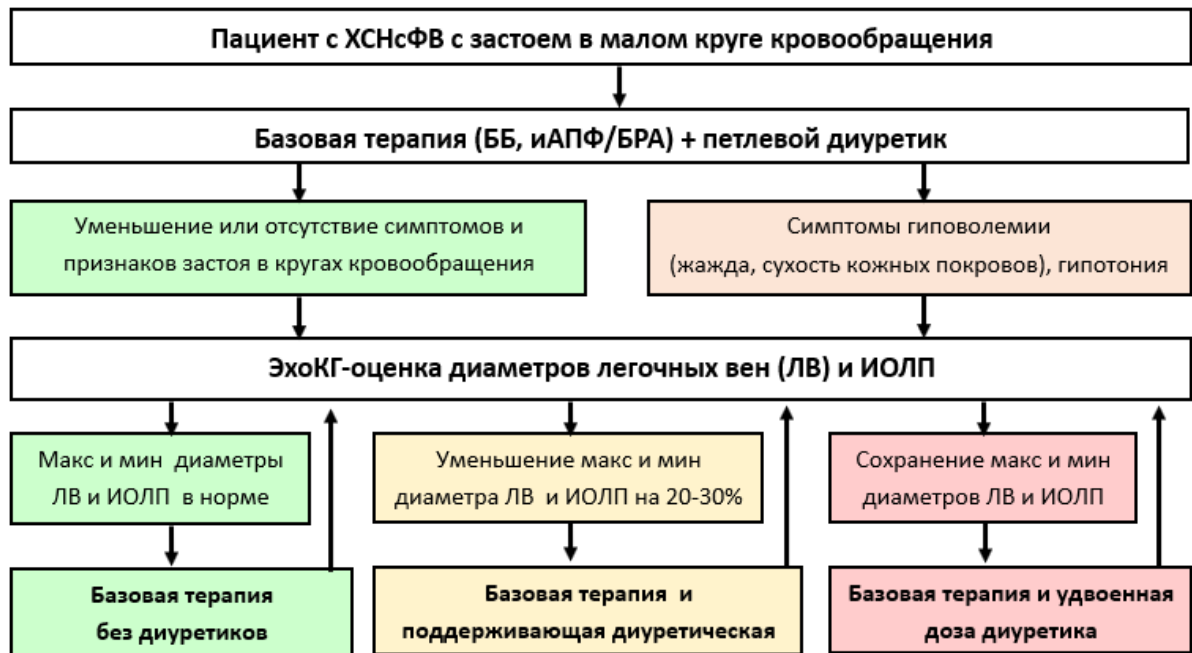 Пациент с ХСНсФВ с застоем в малом круге кровообращения
Базовая терапия (ББ, иАПФ/БРА) + петлевой диуретик
Уменьшение или отсутствие симптомов и
признаков застоя в кругах кровообращения
Симптомы гиповолемии
(жажда, сухость кожных покровов), гипотония
ЭхоКГ-оценка диаметров легочных вен (ЛВ) и ИОЛП
Макс и мин диаметры
ЛВ и ИОЛП в норме
Уменьшение макс и мин
диаметра ЛВ и ИОЛП на 20-30%
Сохранение макс и мин
диаметров ЛВ и ИОЛП
Базовая терапия
без диуретиков
Базовая терапия и
поддерживающая диуретическая
Базовая терапия и удвоенная
доза диуретика